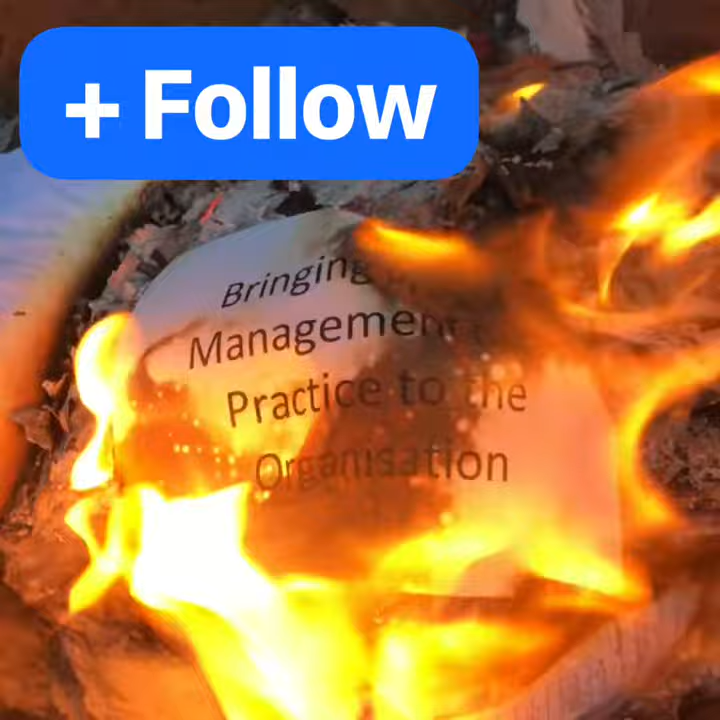 + Follow
Bringing
Management
Practice to the
Organisation